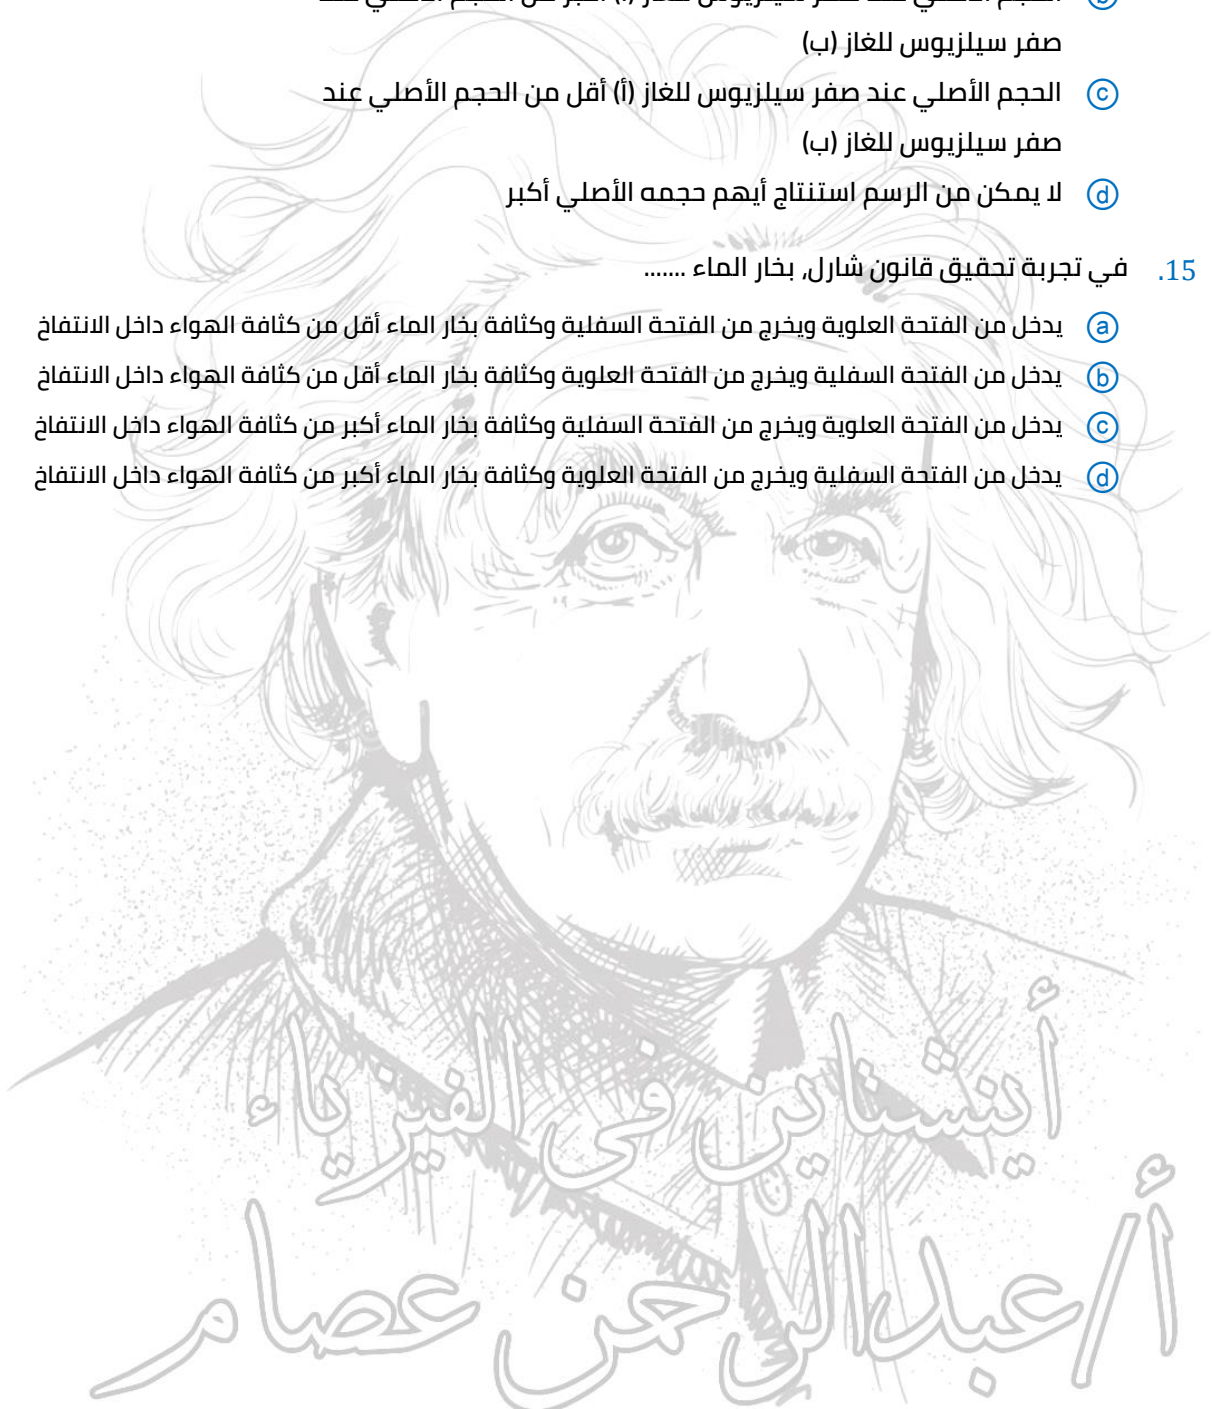 صفر سيلزيوس للغاز (ب)
c الحجم الأصلي عند صفر سيلزيوس للغاز (أ) أقل من الحجم الأصلي عند
صفر سيلزيوس للغاز (ب)
d لا يمكن من الرسم استنتاج أيهم حجمه الأصلي أكبر
15. في تجربة تحقيق قانون شارل، بخار الماء .......
a يدخل من الفتحة العلوية ويخرج من الفتحة السفلية وكثافة بخار الماء أقل من كثافة الهواء داخل الانتفاخ
b يدخل من الفتحة السفلية ويخرج من الفتحة العلوية وكثافة بخار الماء أقل من كثافة الهواء داخل الانتفاخ
c يدخل من الفتحة العلوية ويخرج من الفتحة السفلية وكثافة بخار الماء أكبر من كثافة الهواء داخل الانتفاخ
d يدخل من الفتحة السفلية ويخرج من الفتحة العلوية وكثافة بخار الماء أكبر من كثافة الهواء داخل الانتفاخ
أينشتاين في الفيزياء
أ/عبدالرحمن عصام